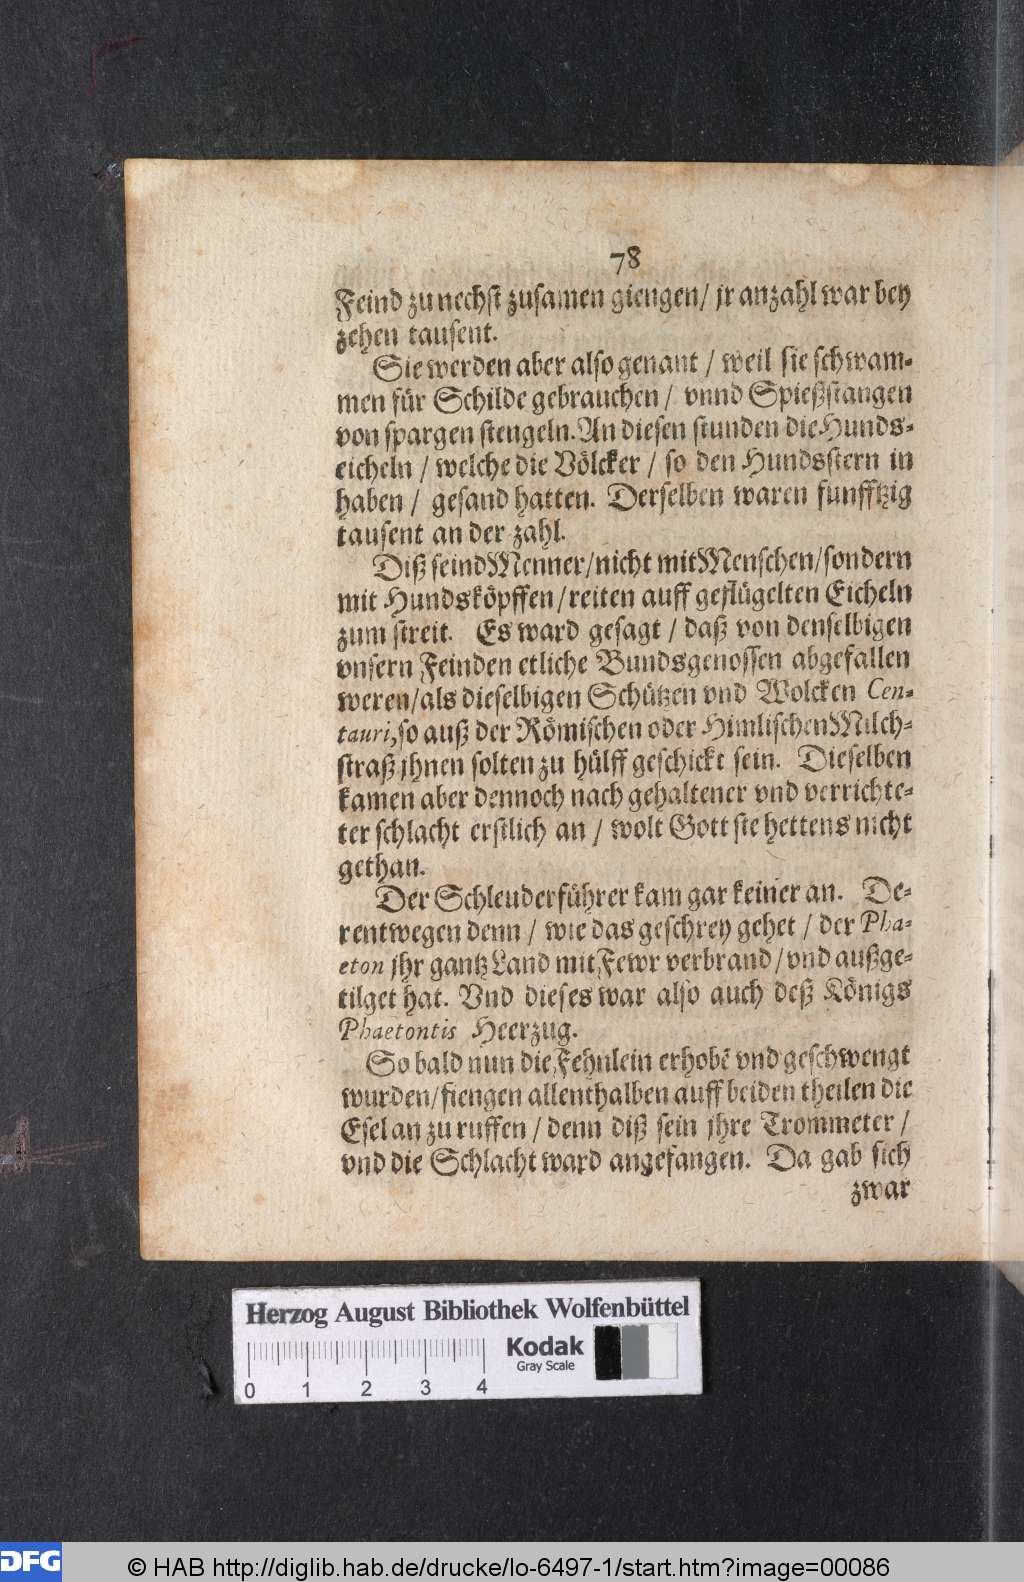 78
Feind zu nechst zusamen giengen/ jr anzahl war bey
zehen tausent.
Sie werden aber also genant / weil sie schwam-
men für Schilde gebrauchen / vnnd Spießstangen
von spargen stengeln. An diesen stunden die Hunds-
eicheln / welche die Völcker / so den Hundsstern in
haben / gesand hatten. Derselben waren funfftzig
tausent an der zahl.
Diß seind Menner/nicht mit Menschen/sondern
mit Hundsköpffen/reiten auff geflügelten Eicheln
zum streit. Es ward gesagt / daß von denselbigen
vnsern Feinden etliche Bundsgenossen abgefallen
weren/als dieselbigen Schützen vnd Wolcken Cen-
tauri, so auß der Römischen oder Himlischen Milch-
straß jhnen solten zu hülff geschickt sein. Dieselben
kamen aber dennoch nach gehaltener vnd verrichte-
ter schlacht erstlich an / wolt Gott sie hettens nicht
gethan.
Der Schleuderführer kam gar keiner an. De-
rentwegen denn / wie das geschrey gehet / der Pha-
eton jhr gantz Land mit Fewr verbrand/vnd außge-
tilget hat. Vnd dieses war also auch deß Königs
Phaëtontis Heerzug.
So bald nun die Fehnlein erhobē vnd geschwengt
wurden/fiengen allenthalben auff beiden theilen die
Esel an zu ruffen / denn diß sein jhre Trommeter /
vnd die Schlacht ward angefangen. Da gab sich
zwar
Herzog August Bibliothek Wolfenbüttel
Kodak
Gray Scale
0 1 2 3 4
DFG
© HAB http://diglib.hab.de/drucke/lo-6497-1/start.htm?image=00086